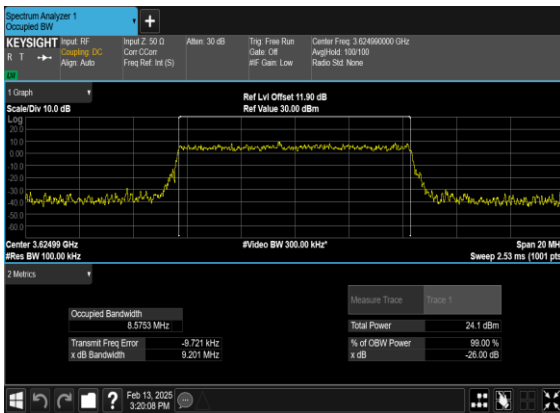 Spectrum Analyzer 1
Occupied BW
KEYSIGHT
R T
LV
Input: RF
Coupling: DC
Align: Auto
Input Z: 50 Ω
Corr CCorr
Freq Ref: Int (S)
Atten: 30 dB
Trig: Free Run
Gate: Off
#IF Gain: Low
Center Freq: 3.624990000 GHz
Avg|Hold: 100/100
Radio Std: None
1 Graph
Scale/Div 10.0 dB
Ref Lvl Offset 11.90 dB
Ref Value 30.00 dBm
Log
20.0
10.0
0.00
-10.0
-20.0
-30.0
-40.0
-50.0
-60.0
Center 3.62499 GHz
#Res BW 100.00 kHz
#Video BW 300.00 kHz*
Span 20 MH
Sweep 2.53 ms (1001 pts
2 Metrics
Measure Trace
Trace 1
Occupied Bandwidth
8.5753 MHz
Total Power
24.1 dBm
Transmit Freq Error
-9.721 kHz
% of OBW Power
99.00 %
x dB Bandwidth
9.201 MHz
x dB
-26.00 dB
?
Feb 13, 2025
3:20:08 PM